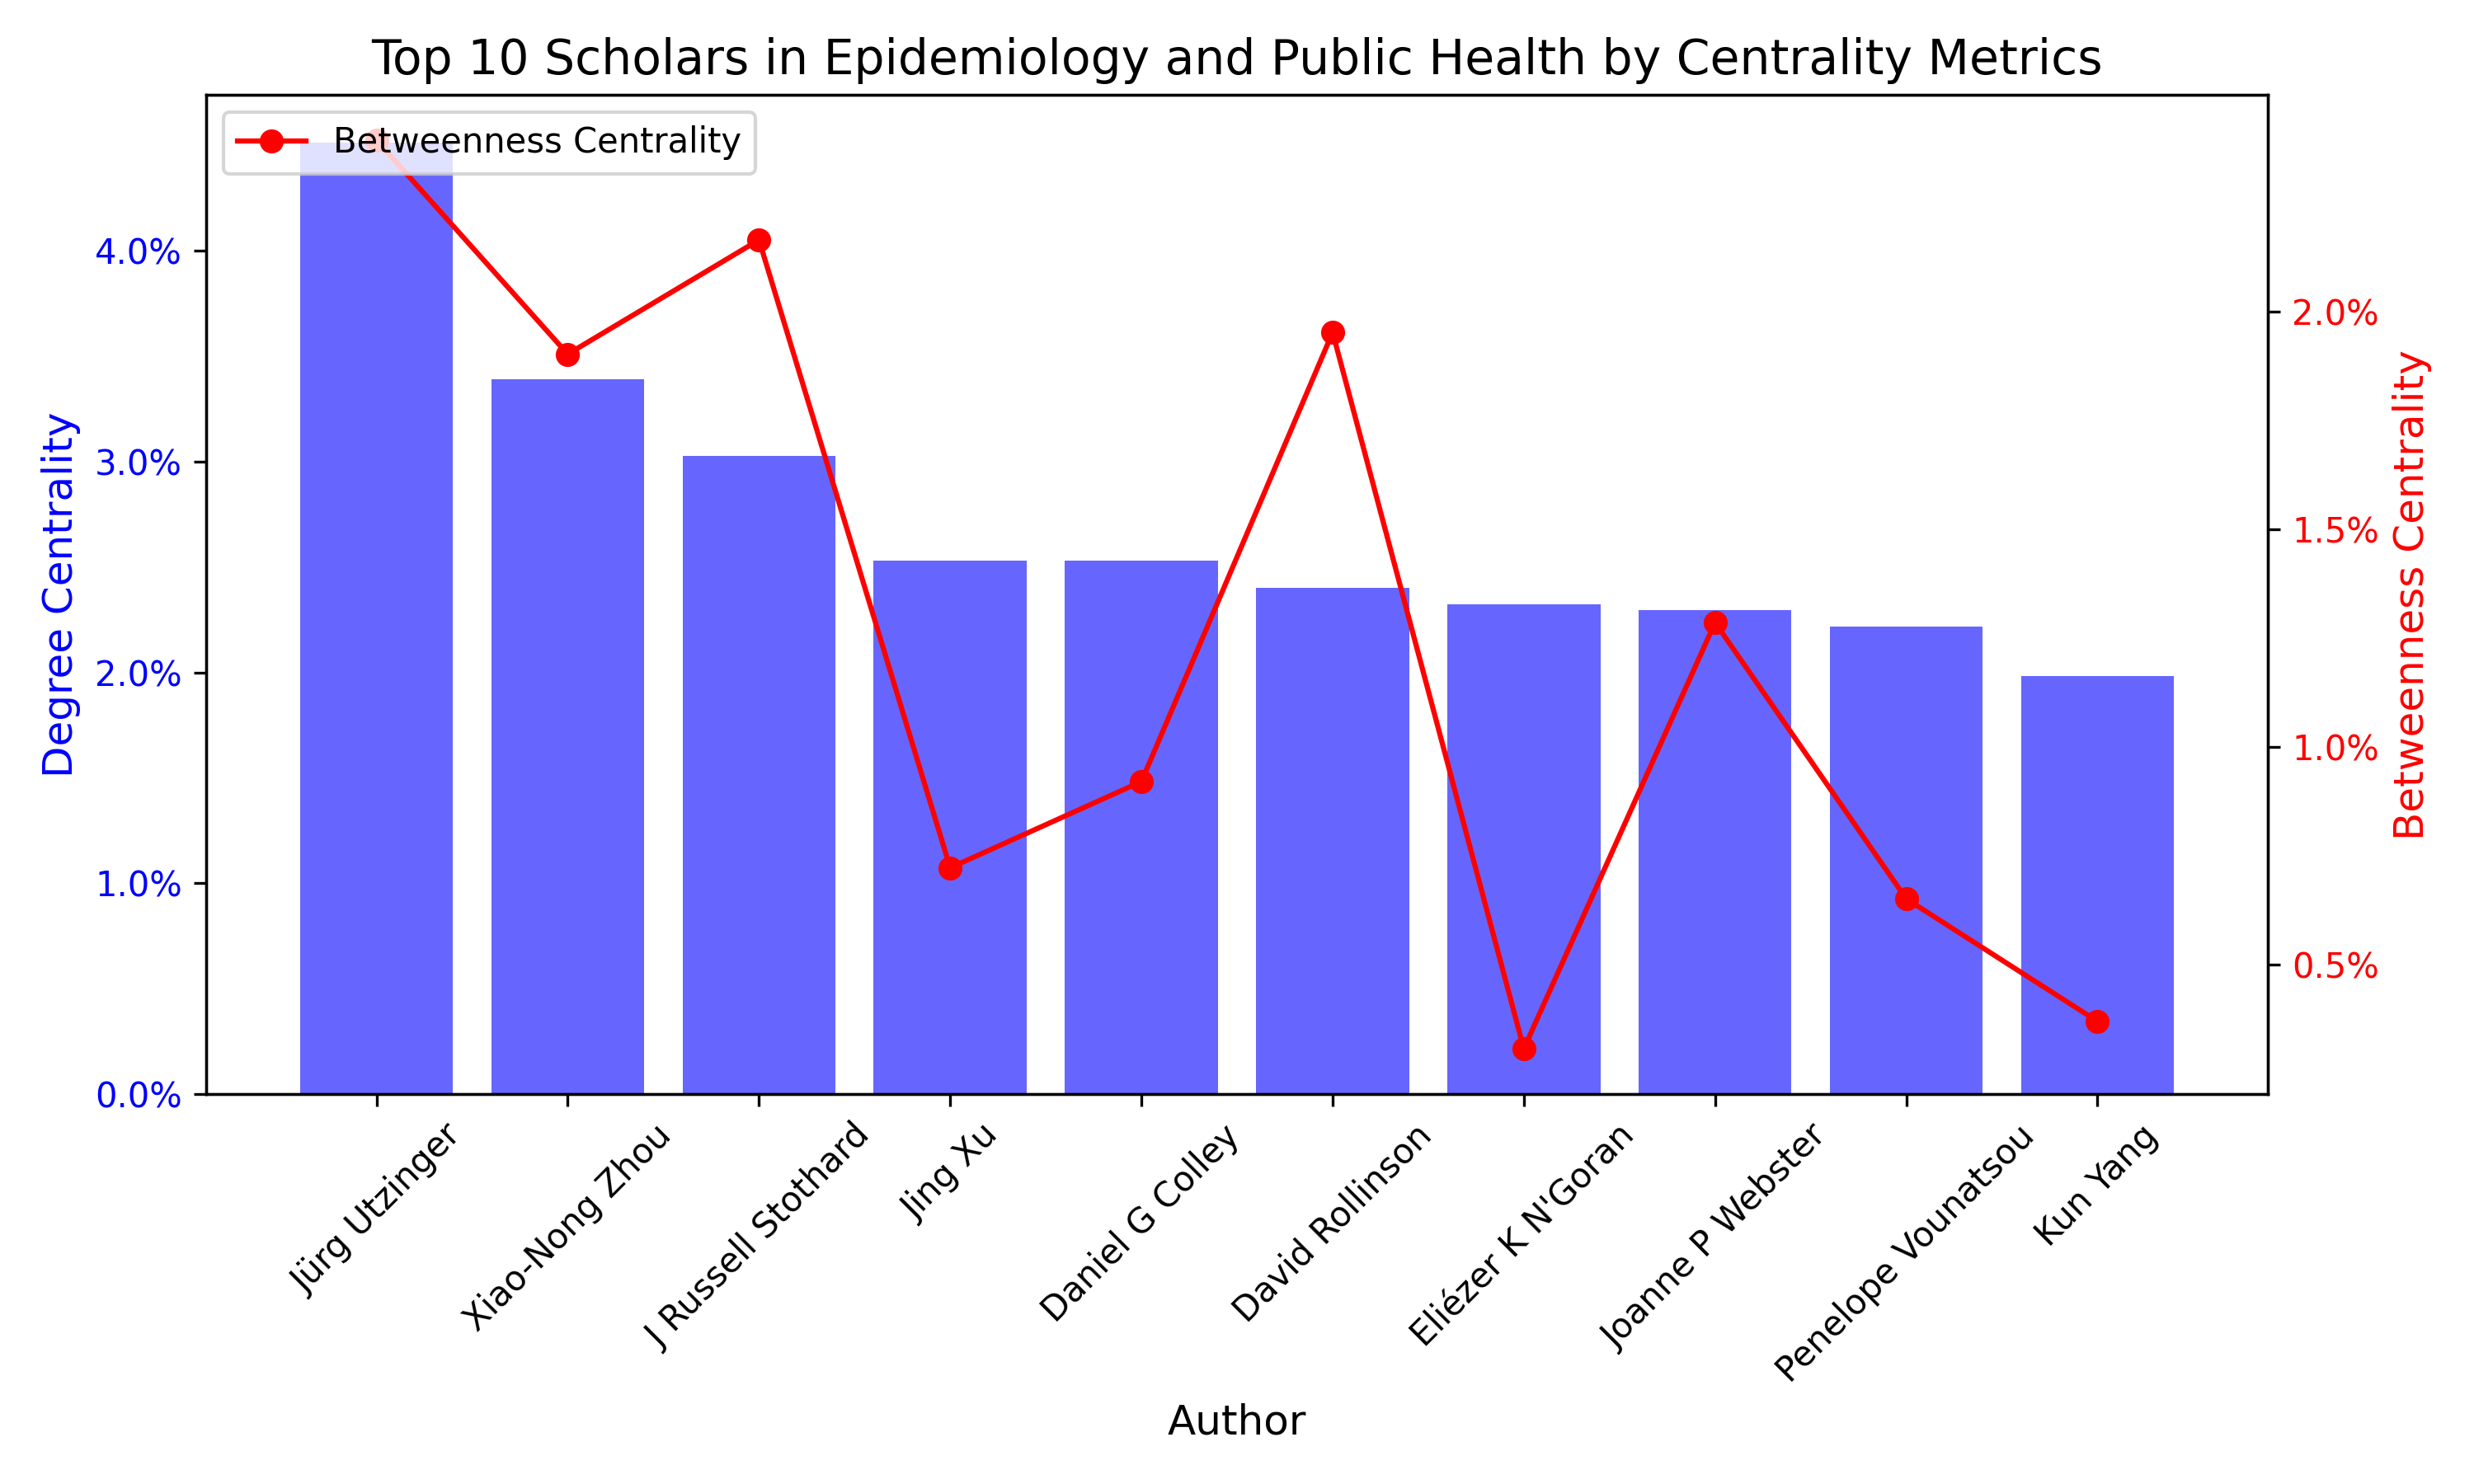 Top 10 Scholars in Epidemiology and Public Health by Centrality Metrics
Betweenness Centrality
Degree Centrality
4.0%
3.0%
2.0%
1.0%
0.0%
2.0%
1.5%
1.0%
0.5%
Betweenness Centrality
Jürg Utzinger
Xiao-Nong Zhou
J Russell Stothard
Jing Xu
Daniel G Colley
David Rollinson
Eliézer K N'Goran
Joanne P Webster
Penelope Vounatsou
Kun Yang
Author